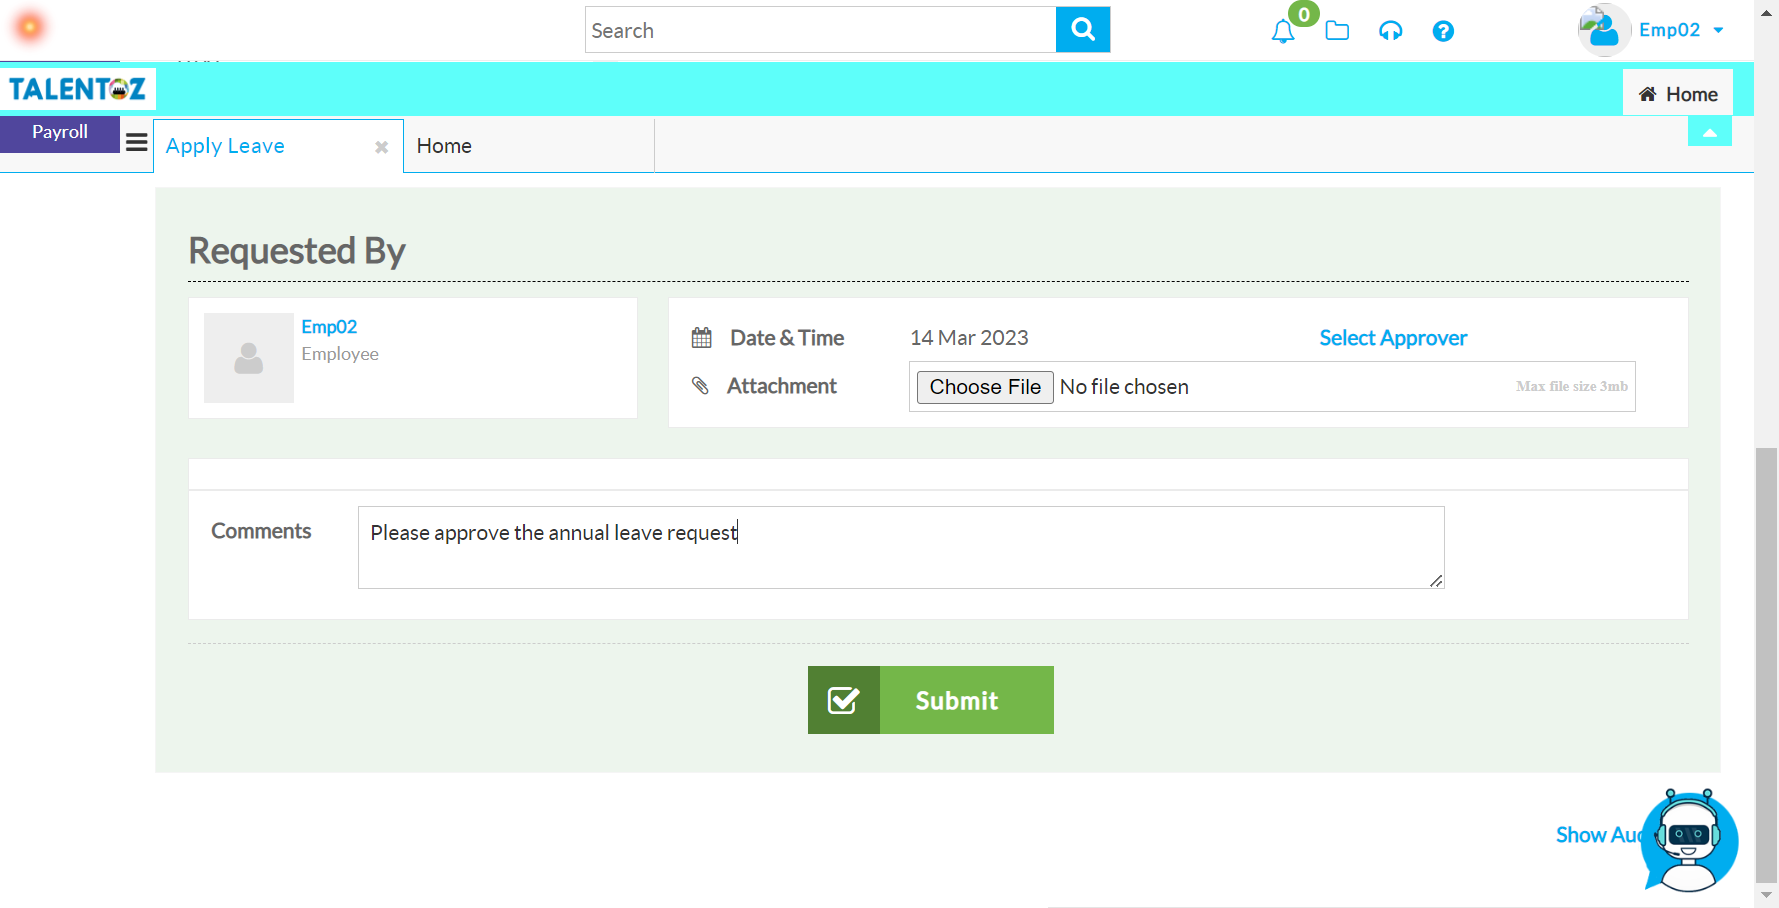 Search
0
Emp02
TALENTOZ
Home
Payroll
Apply Leave
Home
Requested By
Emp02
Employee
Date & Time
14 Mar 2023
Select Approver
Attachment
Choose File
No file chosen
Max file size 3mb
Comments
Please approve the annual leave request
Submit
Show